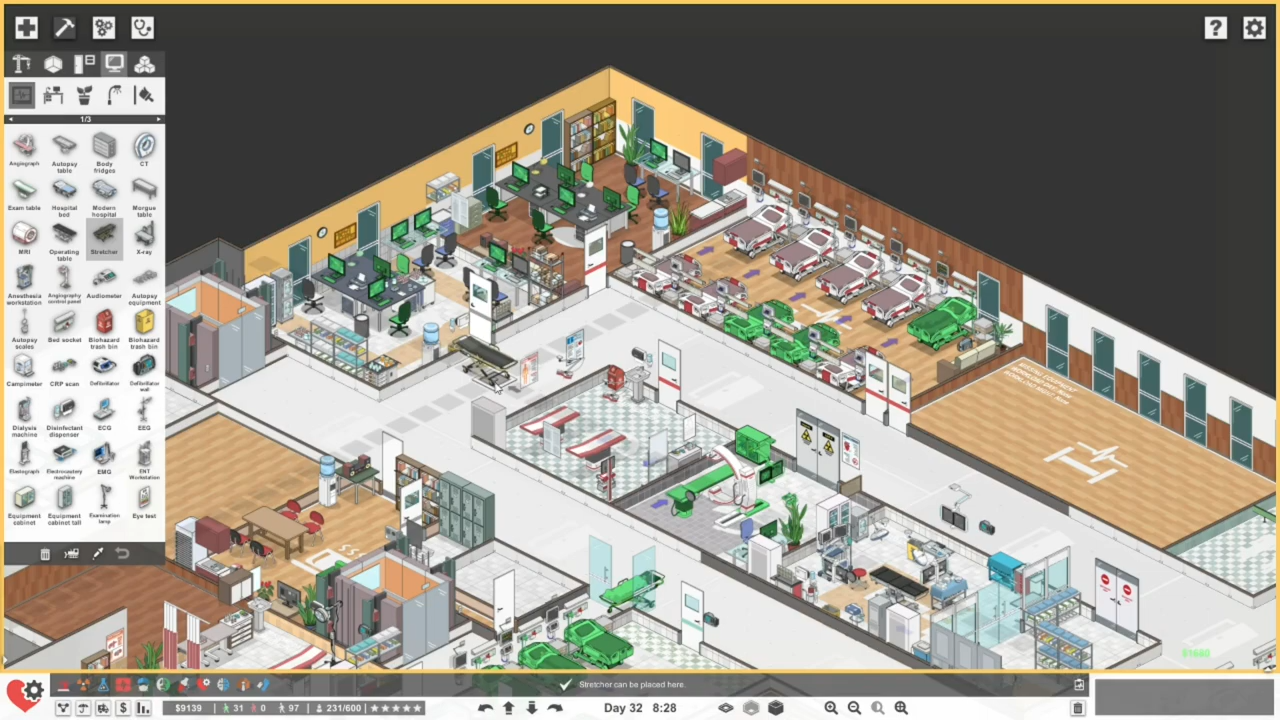 1/3
Angiograph
Autopsy table
Body fridges
CT
Exam table
Hospital bed
Modern hospital
Morgue table
MRI
Operating table
Stretcher
X-ray
Anesthesia workstation
Angiography control panel
Audiometer
Autopsy equipment
Autopsy scales
Bed socket
Biohazard trash bin
Biohazard trash bin
Campimeter
CRP scan
Defibrillator
Defibrillator wall
Dialysis machine
Disinfectant dispenser
ECG
EEG
Elastograph
Electrocautery machine
EMG
ENT Workstation
Equipment cabinet
Equipment cabinet tall
Examination lamp
Eye test
$1660
Stretcher can be placed here.
$9139
31
0
97
231/600
Day 32
8:28